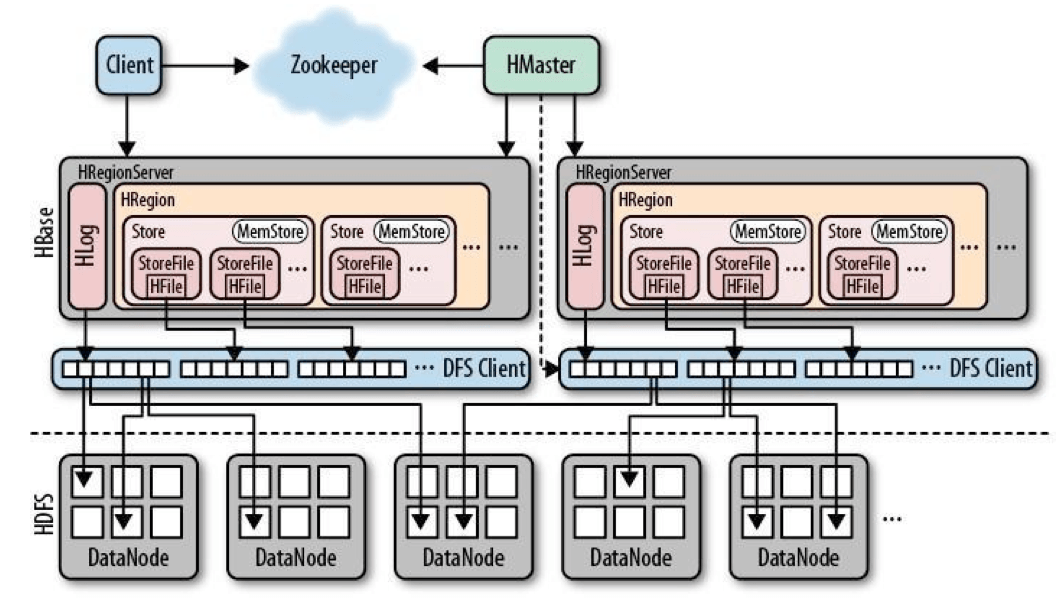 Client
Zookeeper
HMaster
HBase
HRegionServer
HLog
HRegion
Store
MemStore
StoreFile
HFile
StoreFile
HFile
...
Store
MemStore
StoreFile
HFile
...
...
...
HRegionServer
HLog
HRegion
Store
MemStore
StoreFile
HFile
StoreFile
HFile
...
Store
MemStore
StoreFile
HFile
...
...
...
... DFS Client
... DFS Client
HDFS
DataNode
DataNode
DataNode
DataNode
DataNode
...